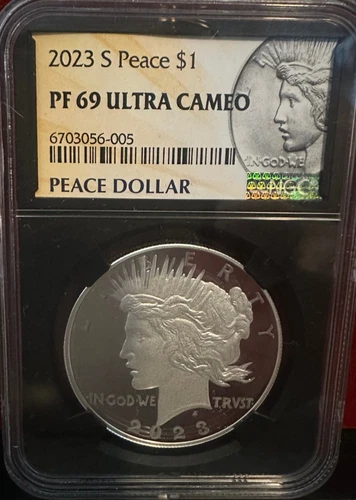 2023 S Peace $1
PF 69 ULTRA CAMEO
6703056-005
IN GOD WE
PEACE DOLLAR
LIBERTY
IN GOD WE TRVST
2023